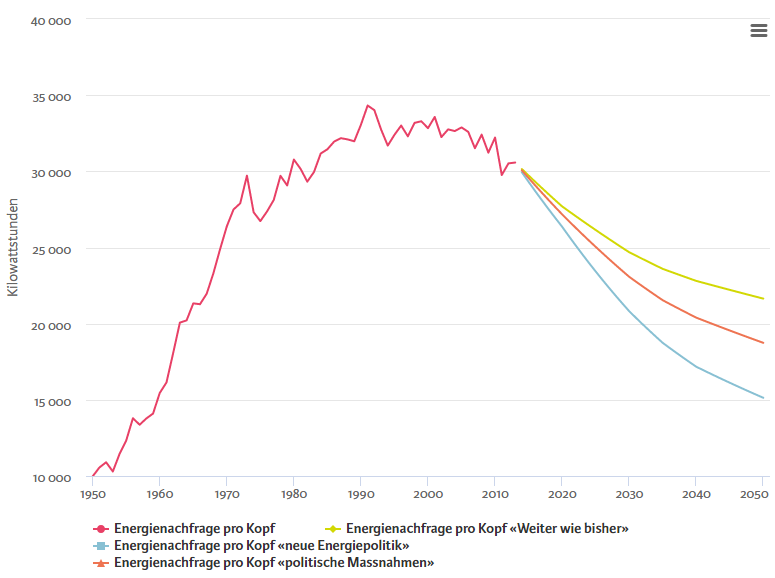 40 000
35 000
30 000
25 000
20 000
15 000
10 000
Kilowattstunden
1950 1960 1970 1980 1990 2000 2010 2020 2030 2040 2050
Energienachfrage pro Kopf Energienachfrage pro Kopf «Weiter wie bisher»
Energienachfrage pro Kopf «neue Energiepolitik»
Energienachfrage pro Kopf «politische Massnahmen»